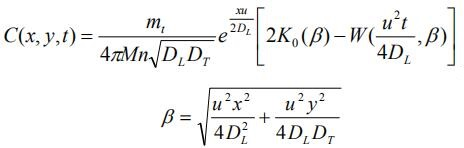 C(x, y, t) = \frac{m_t}{4\pi Mn\sqrt{D_L D_T}} e^{\frac{xu}{2D_L}} \left[ 2K_0(\beta) - W(\frac{u^2 t}{4D_L}, \beta) \right]
\beta = \sqrt{\frac{u^2 x^2}{4D_L^2} + \frac{u^2 y^2}{4D_L D_T}}